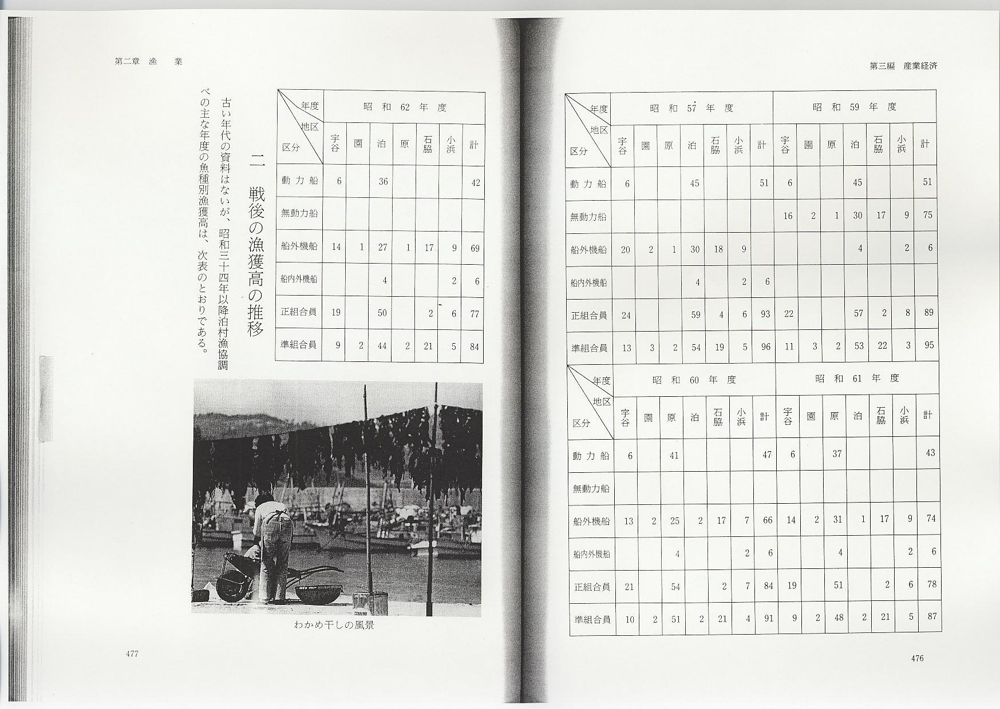 第三編　産業経済
年度 昭和57年度 昭和59年度
地区
区分 宇谷 園 原 泊 石脇 小浜 計 宇谷 園 原 泊 石脇 小浜 計
動力船 6 45 51 6 45 51
無動力船 16 2 1 30 17 9 75
船外機船 20 2 1 30 18 9 4 2 6
船内外機船 4 2 6
正組合員 24 59 4 6 93 22 57 2 8 89
準組合員 13 3 2 54 19 5 96 11 3 2 53 22 3 95
年度 昭和60年度 昭和61年度
地区
区分 宇谷 園 原 泊 石脇 小浜 計 宇谷 園 原 泊 石脇 小浜 計
動力船 6 41 47 6 37 43
無動力船
船外機船 13 2 25 2 17 7 66 14 2 31 1 17 9 74
船内外機船 4 2 6 4 2 6
正組合員 21 54 2 7 84 19 51 2 6 78
準組合員 10 2 51 2 21 4 91 9 2 48 2 21 5 87
476
第二章　漁　業
年度 昭和62年度
地区
区分 宇谷 園 泊 原 石脇 小浜 計
動力船 6 36 42
無動力船
船外機船 14 1 27 1 17 9 69
船内外機船 4 2 6
正組合員 19 50 2 6 77
準組合員 9 2 44 2 21 5 84
二　戦後の漁獲高の推移
古い年代の資料はないが、昭和三十四年以降泊村漁協調
べの主な年度の魚種別漁獲高は、次表のとおりである。
わかめ干しの風景
477